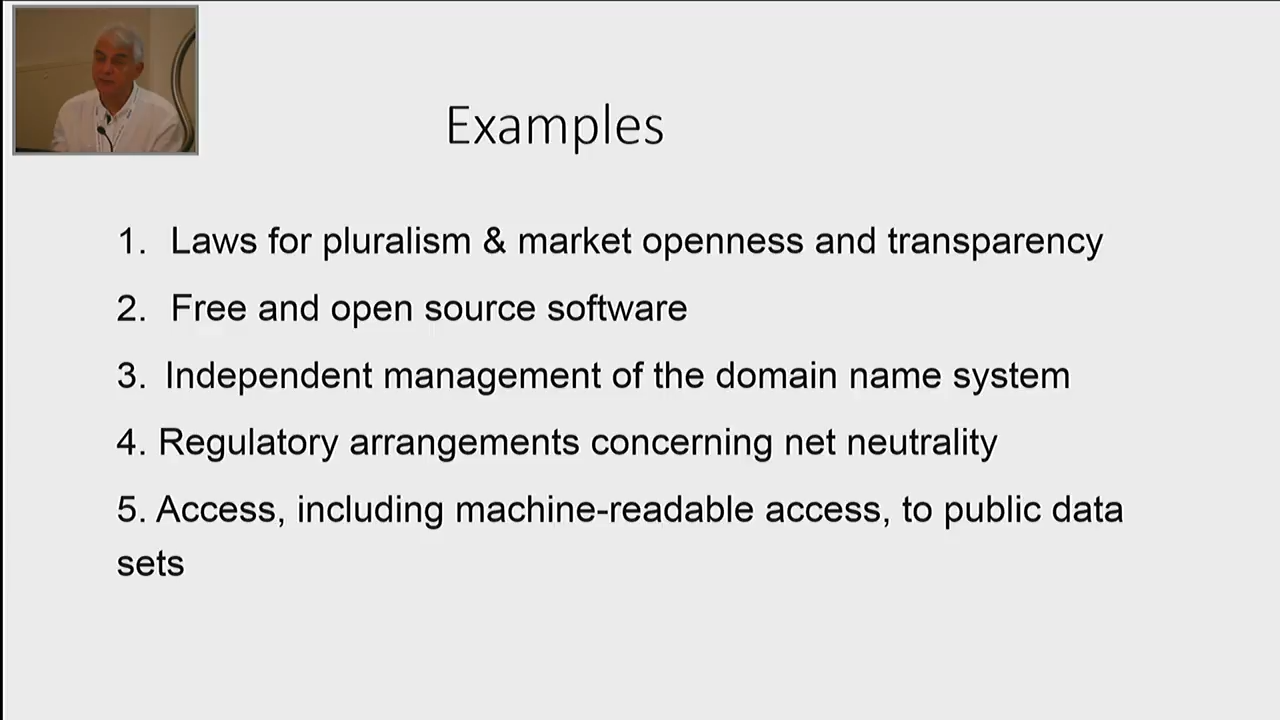 Examples
1. Laws for pluralism & market openness and transparency
2. Free and open source software
3. Independent management of the domain name system
4. Regulatory arrangements concerning net neutrality
5. Access, including machine-readable access, to public data
sets